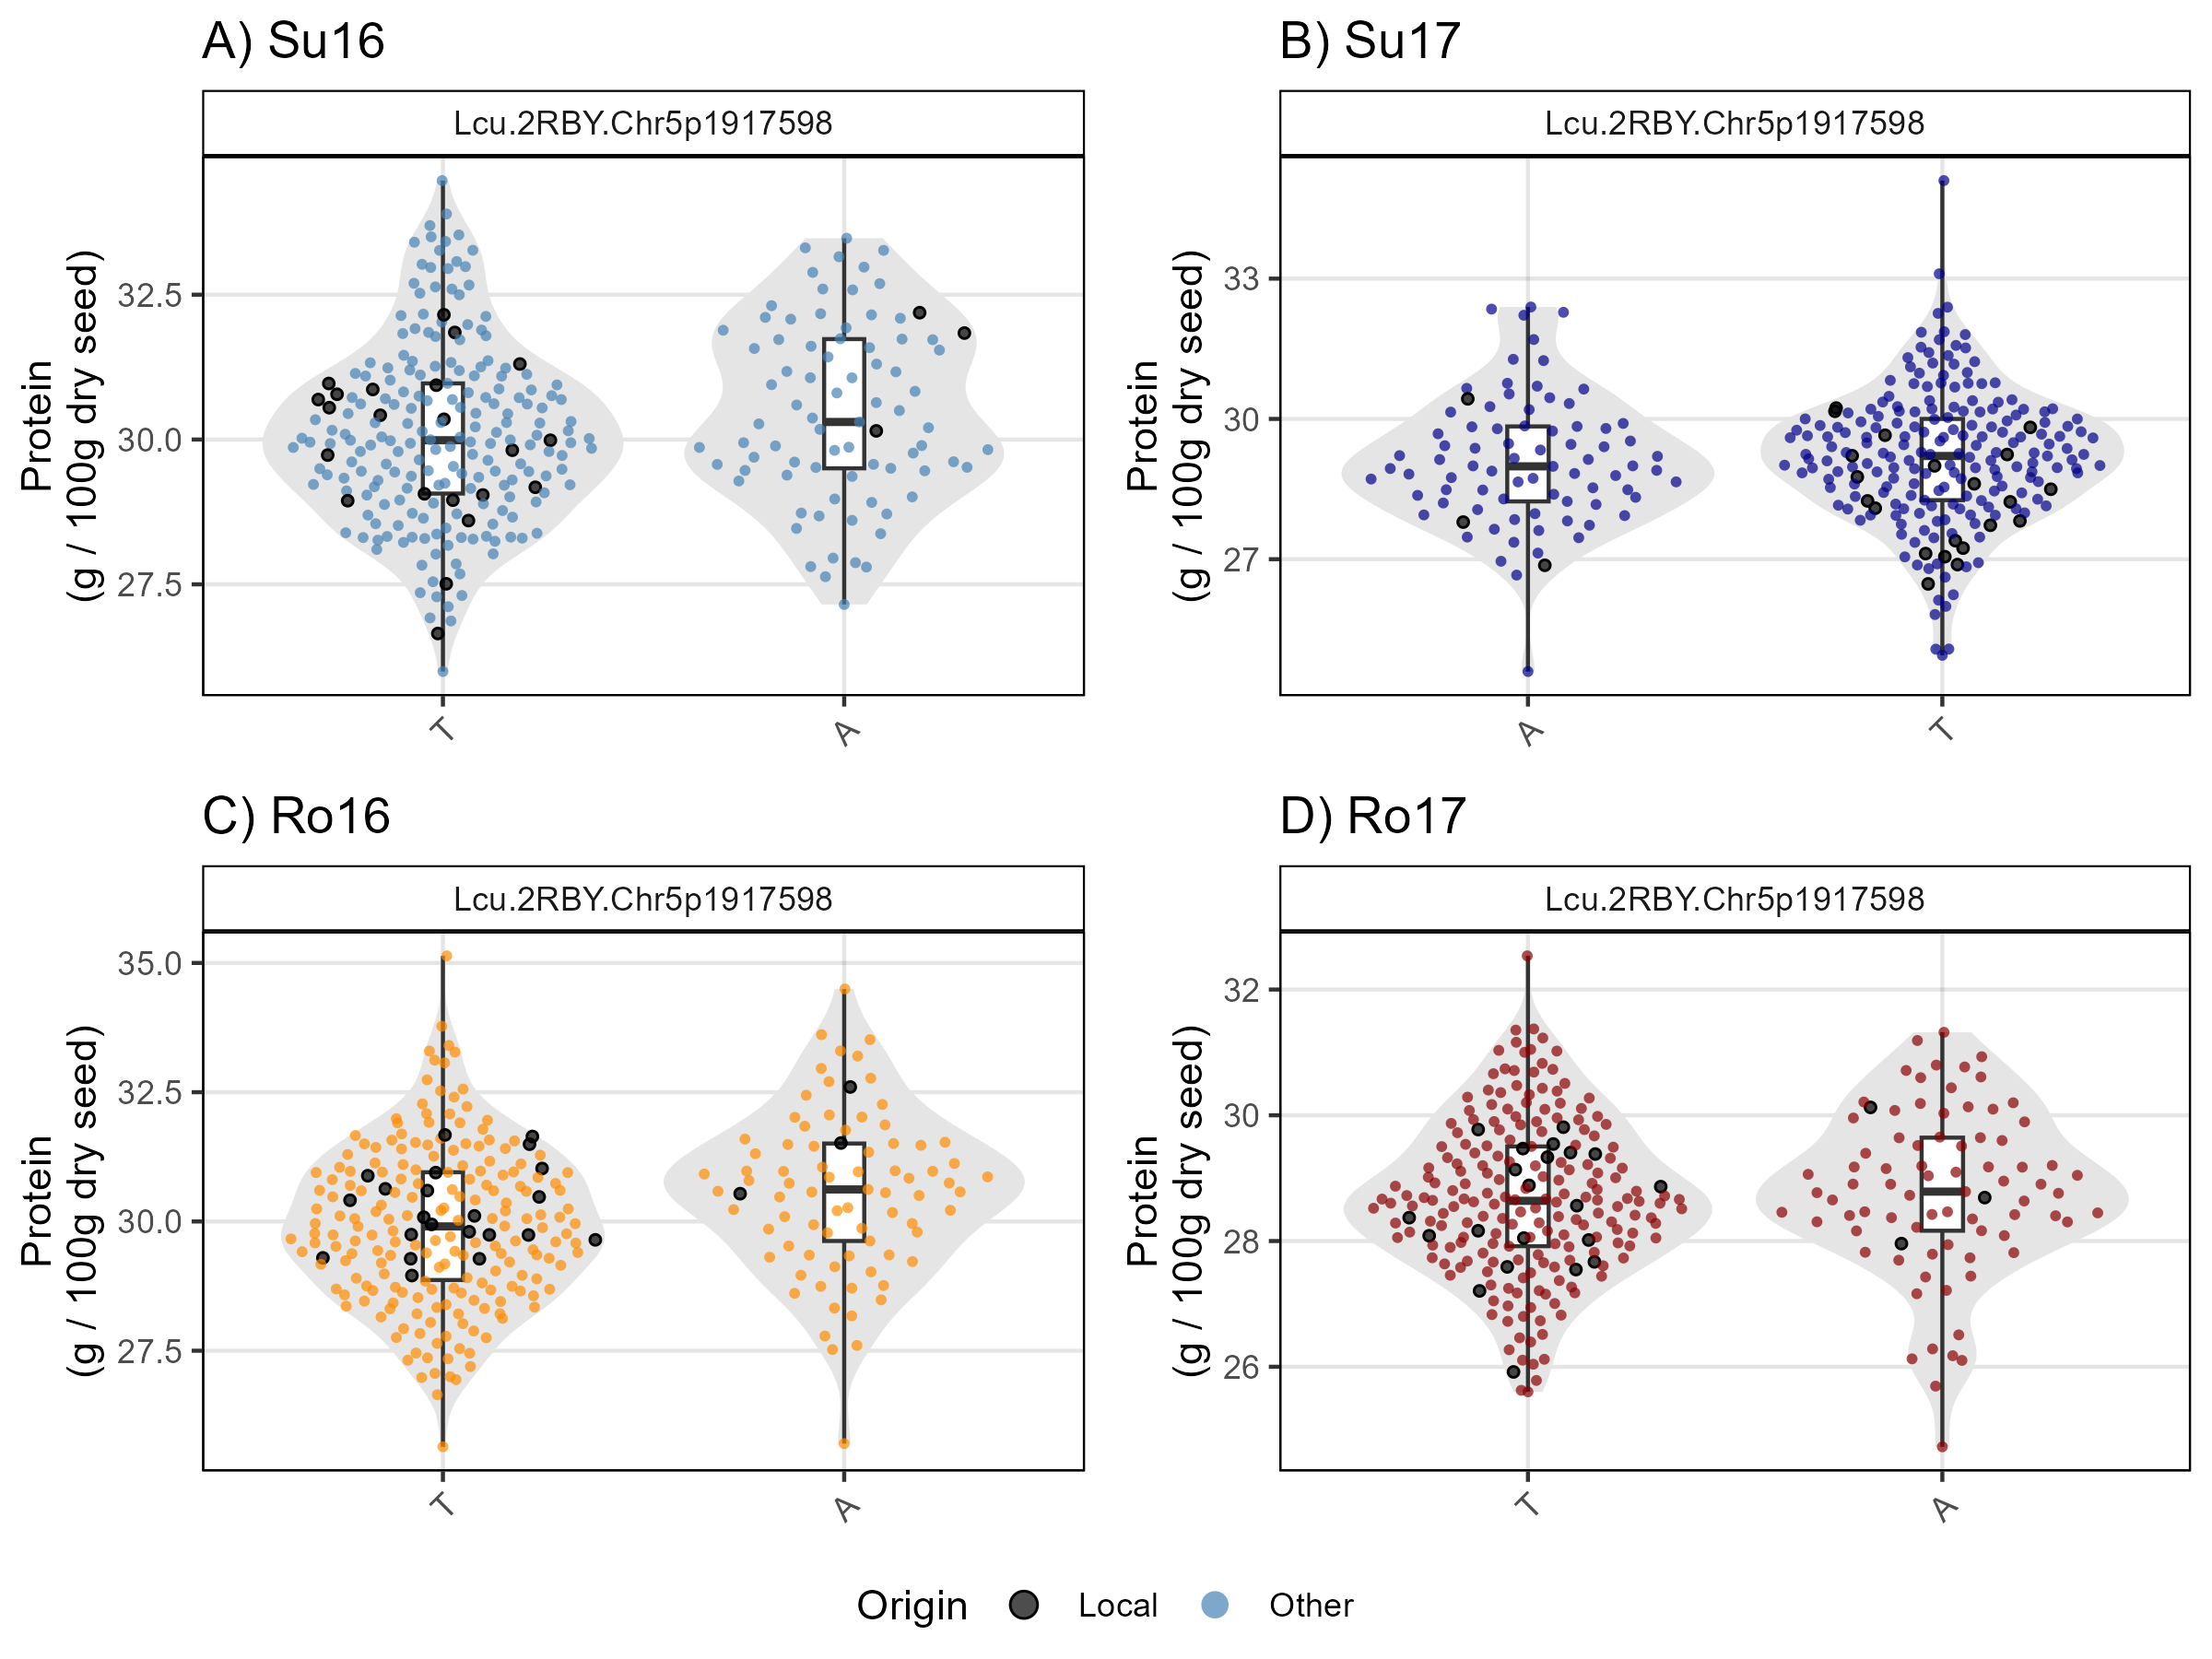 A) Su16
Lcu.2RBY.Chr5p1917598
Protein
(g / 100g dry seed)
32.5
30.0
27.5
T
A
B) Su17
Lcu.2RBY.Chr5p1917598
Protein
(g / 100g dry seed)
33
30
27
A
T
C) Ro16
Lcu.2RBY.Chr5p1917598
Protein
(g / 100g dry seed)
35.0
32.5
30.0
27.5
T
A
D) Ro17
Lcu.2RBY.Chr5p1917598
Protein
(g / 100g dry seed)
32
30
28
26
T
A
Origin Local Other